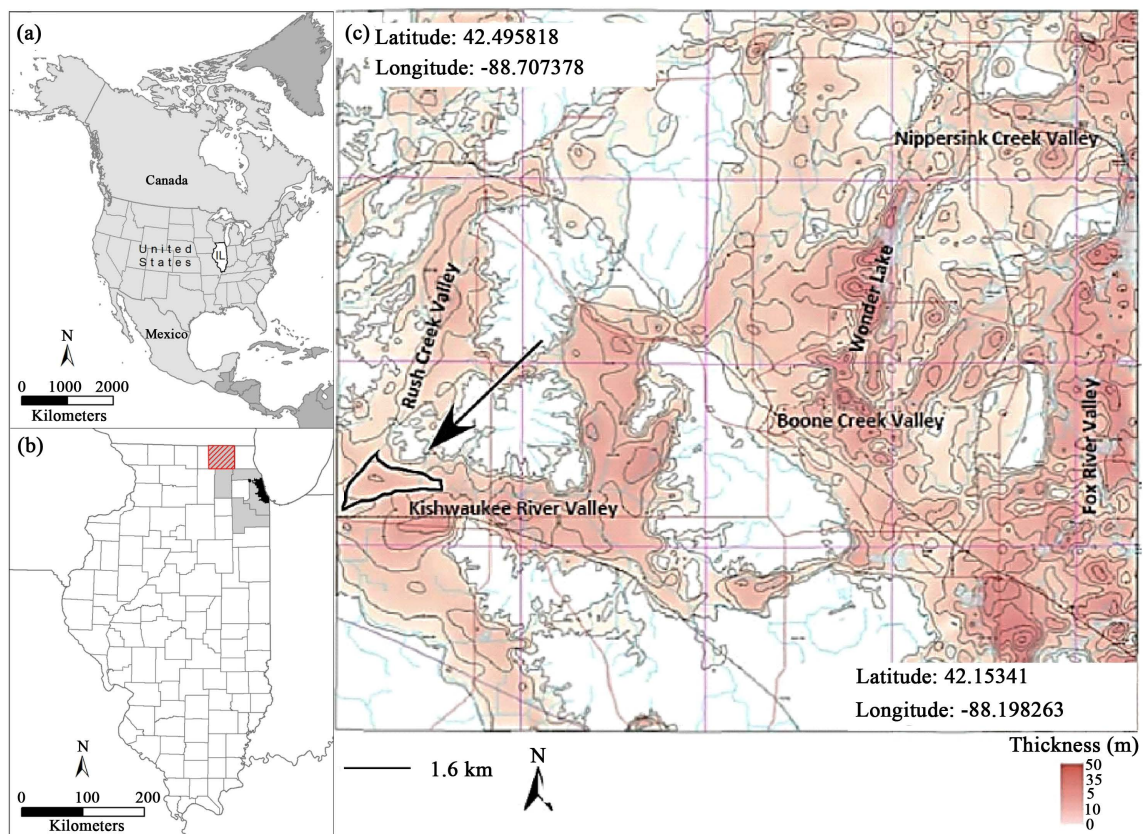 (a)
Canada
United
States
IL
Mexico
N
0 1000 2000
Kilometers
(b)
N
0 100 200
Kilometers
(c) Latitude: 42.495818
Longitude: -88.707378
Nippersink Creek Valley
Wonder Lake
Rush Creek Valley
Boone Creek Valley
Fox River Valley
Kishwaukee River Valley
Latitude: 42.15341
Longitude: -88.198263
1.6 km
N
Thickness (m)
50
35
5
10
0